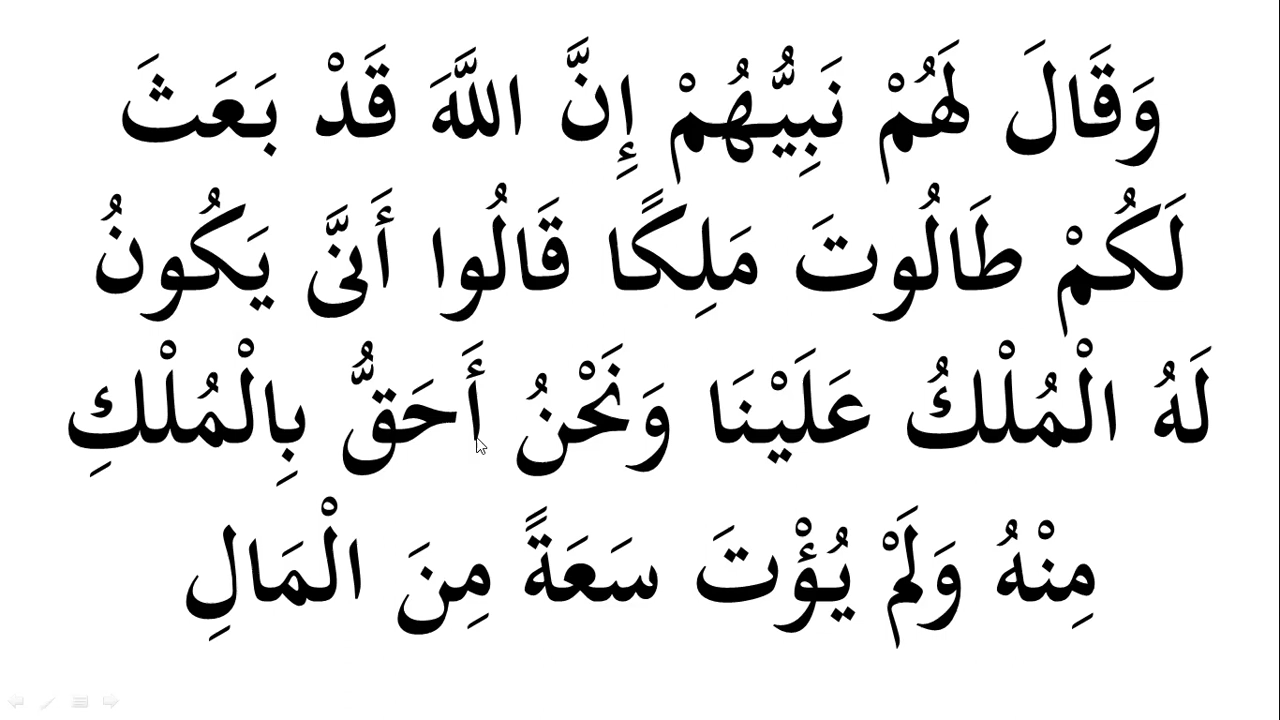 وَقَالَ لَهُمْ نَبِيُّهُمْ إِنَّ اللَّهَ قَدْ بَعَثَ
لَكُمْ طَالُوتَ مَلِكًا قَالُوا أَنَّى يَكُونُ
لَهُ الْمُلْكُ عَلَيْنَا وَنَحْنُ أَحَقُّ بِالْمُلْكِ
مِنْهُ وَلَمْ يُؤْتَ سَعَةً مِنَ الْمَالِ